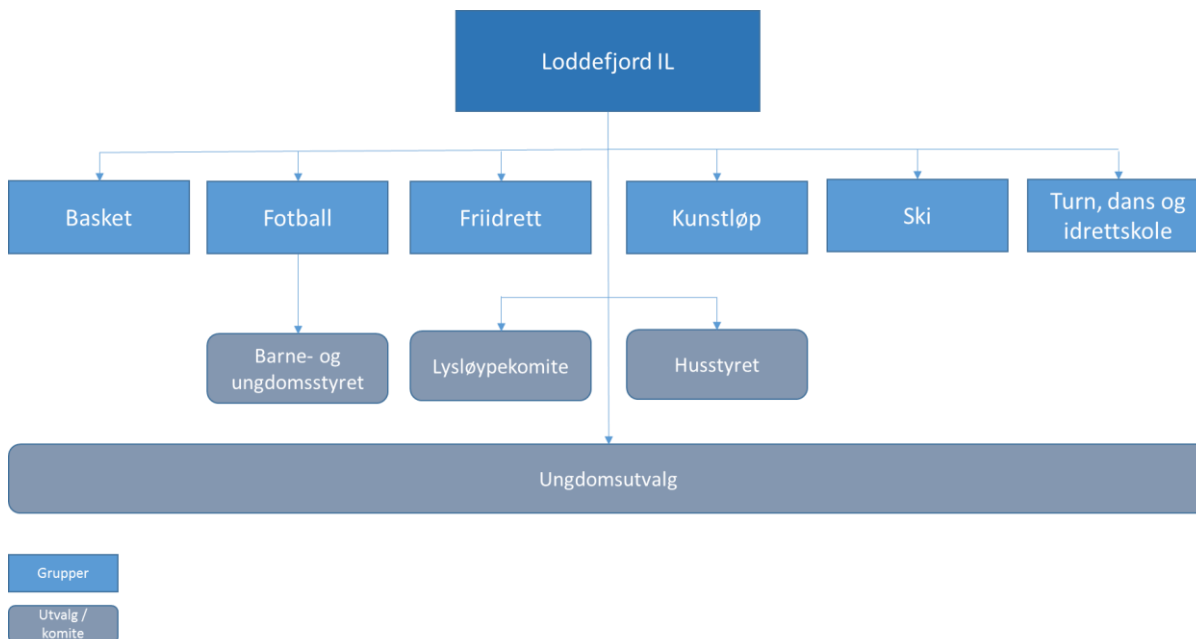 Loddefjord IL
Basket
Fotball
Friidrett
Kunstløp
Ski
Turn, dans og
idrettskole
Barne- og
ungdomsstyret
Lysløypekomite
Husstyret
Ungdomsutvalg
Grupper
Utvalg /
komite